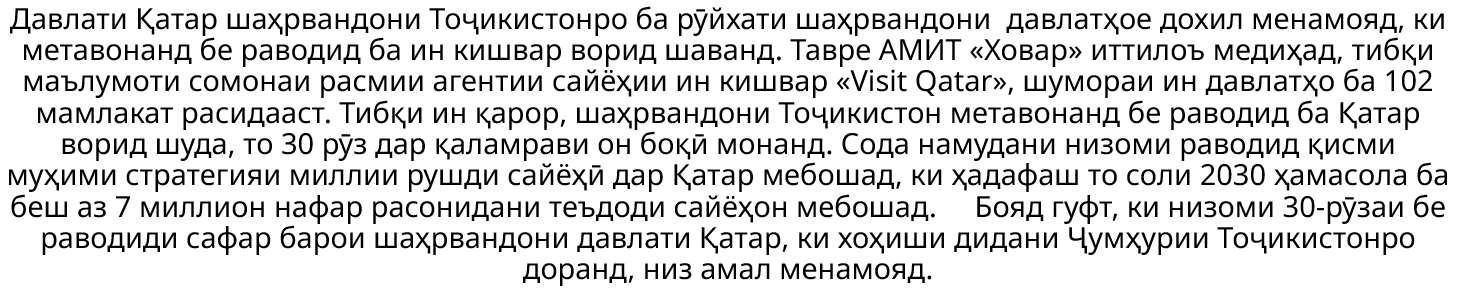 Давлати Қатар шаҳрвандони Тоҷикистонро ба рӯйхати шаҳрвандони давлатҳое дохил менамояд, ки
метавонанд бе раводид ба ин кишвар ворид шаванд. Тавре АМИТ «Ховар» иттилоъ медиҳад, тибқи
маълумоти сомонаи расмии агентии сайёҳии ин кишвар «Visit Qatar», шумораи ин давлатҳо ба 102
мамлакат расидааст. Тибқи ин қарор, шаҳрвандони Тоҷикистон метавонанд бе раводид ба Қатар
ворид шуда, то 30 рӯз дар қаламрави он боқӣ монанд. Сода намудани низоми раводид қисми
муҳими стратегияи миллии рушди сайёҳӣ дар Қатар мебошад, ки ҳадафаш то соли 2030 ҳамасола ба
беш аз 7 миллион нафар расонидани теъдоди сайёҳон мебошад. Бояд гуфт, ки низоми 30-рӯзаи бе
раводиди сафар барои шаҳрвандони давлати Қатар, ки хоҳиши дидани Ҷумҳурии Тоҷикистонро
доранд, низ амал менамояд.